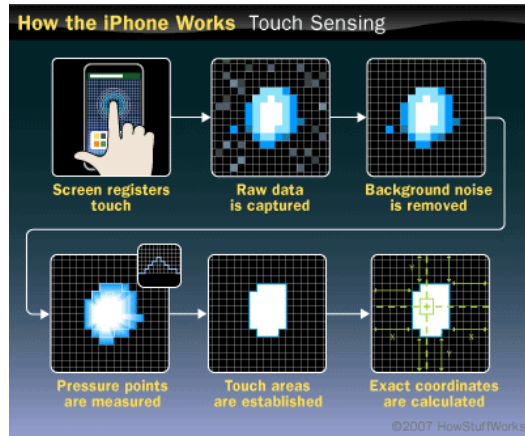 How the iPhone Works Touch Sensing
Screen registers
touch
Raw data
is captured
Background noise
is removed
Pressure points
are measured
Touch areas
are established
Exact coordinates
are calculated
Y
X
X
Y
©2007 HowStuffWorks